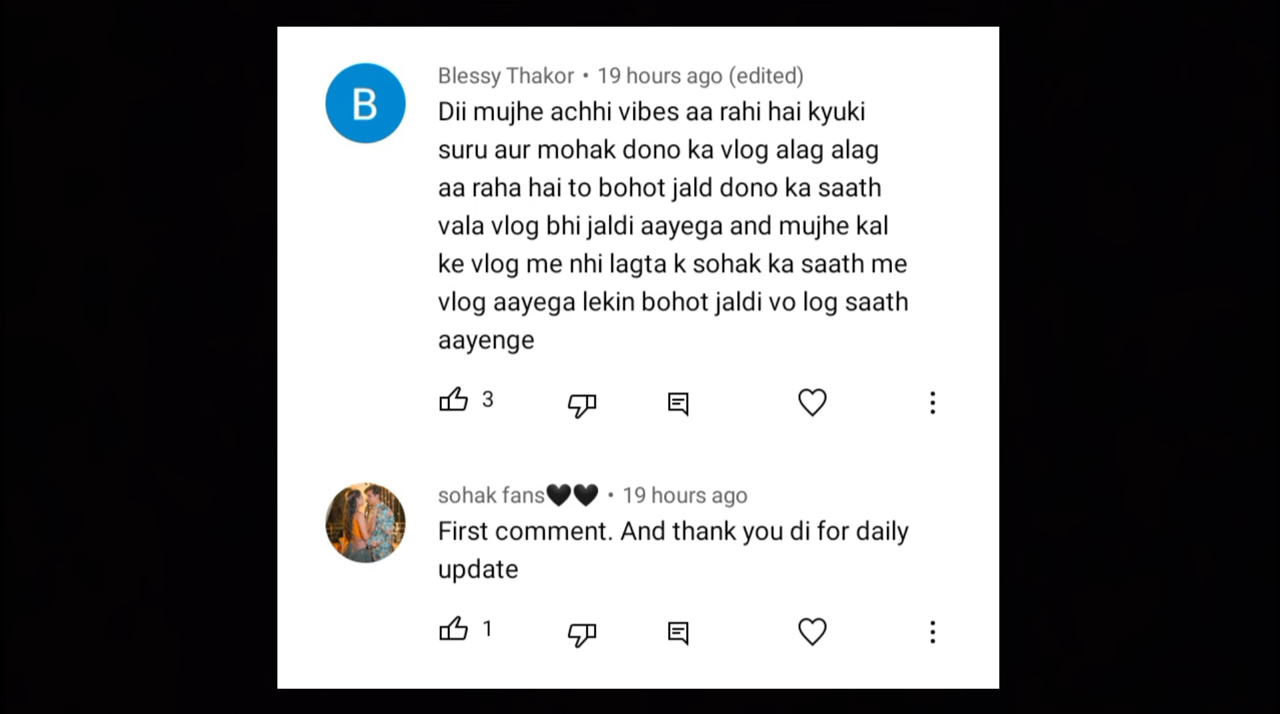 B
Blessy Thakor • 19 hours ago (edited)
Dii mujhe achhi vibes aa rahi hai kyuki
suru aur mohak dono ka vlog alag alag
aa raha hai to bohot jald dono ka saath
vala vlog bhi jaldi aayega and mujhe kal
ke vlog me nhi lagta k sohak ka saath me
vlog aayega lekin bohot jaldi vo log saath
aayenge
3
sohak fans🖤🖤 • 19 hours ago
First comment. And thank you di for daily
update
1